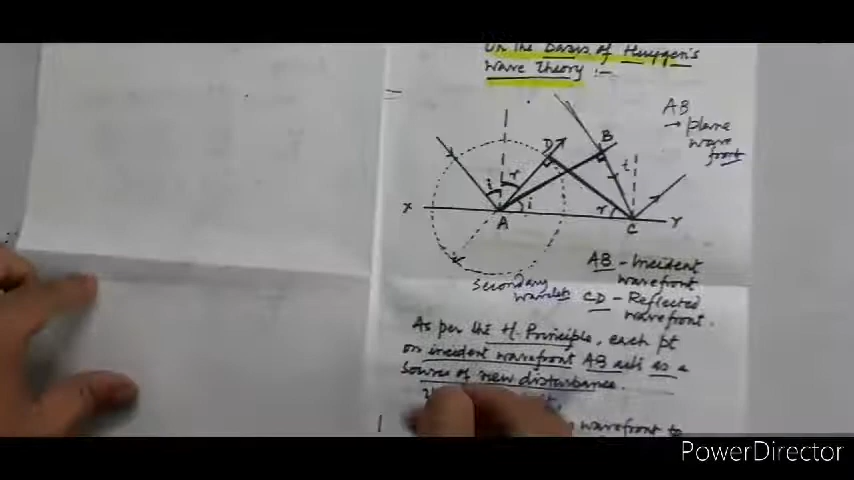 On the Basis of Huygen's
Wave Theory :-
AB
→ plane
wave
front
D
B
i
r
t
X
A
i
r
C
Y
Secondary
wavelets
AB - Incident
wavefront
CD - Reflected
wavefront.
As per the H. Principle, each pt
on incident wavefront AB acts as a
source of new disturbance.
wavefront to
PowerDirector